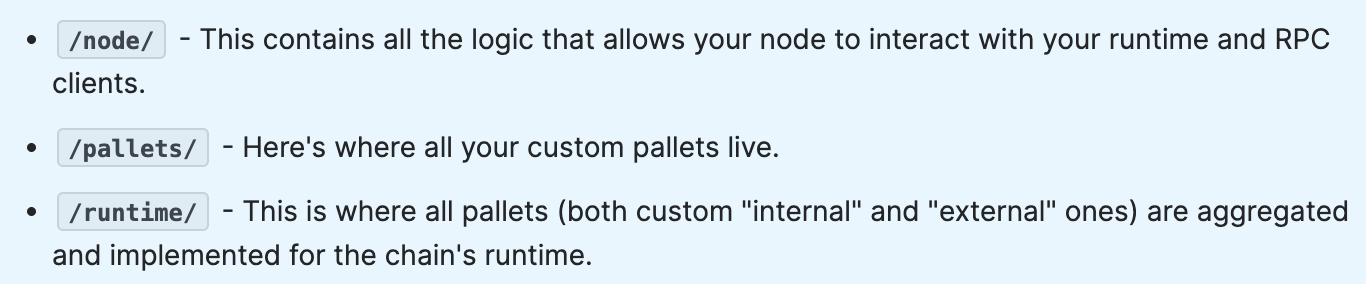 • /node/ - This contains all the logic that allows your node to interact with your runtime and RPC
clients.
• /pallets/ - Here's where all your custom pallets live.
• /runtime/ - This is where all pallets (both custom "internal" and "external" ones) are aggregated
and implemented for the chain's runtime.